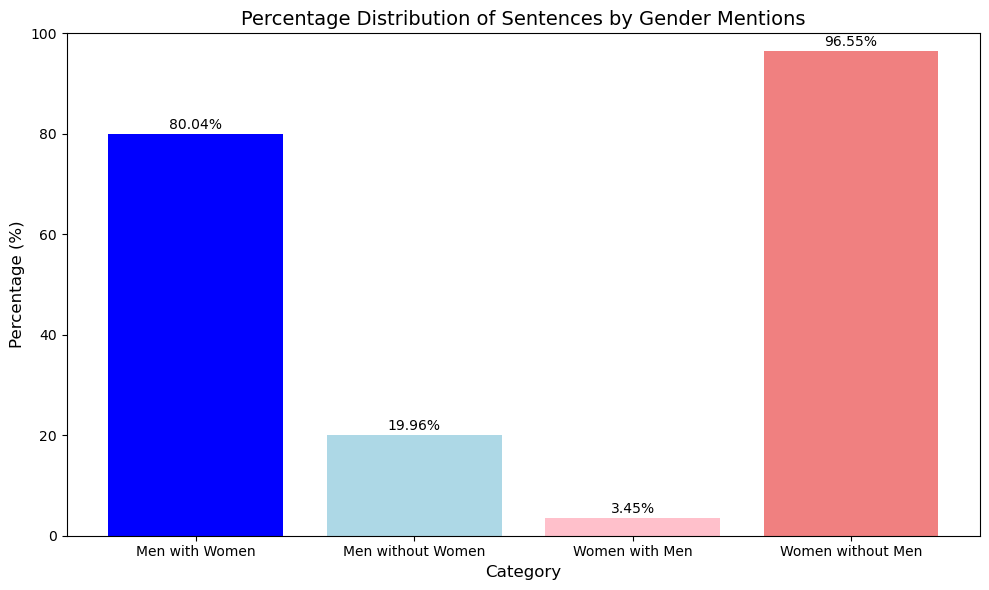 Percentage Distribution of Sentences by Gender Mentions
Percentage (%)
100
80
60
40
20
0
80.04%
19.96%
3.45%
96.55%
Men with Women
Men without Women
Women with Men
Women without Men
Category